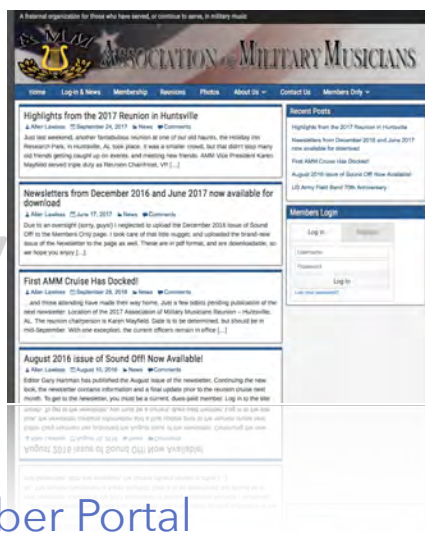 A fraternal organization for those who have served, or continue to serve, in military music
A.M.M.
ASSOCIATION of MILITARY MUSICIANS
Home Log-in & News Membership Reunions Photos About Us Contact Us Members Only
Highlights from the 2017 Reunion in Huntsville
Allen Lawless September 24, 2017 News Comments
Just last weekend, another fantabulous reunion at one of our old haunts, the Holiday Inn
Research Park, in Huntsville, AL took place. It was a smaller crowd, but that didn't stop many
old friends getting caught up on events, and meeting new friends. AMM Vice President Karen
Mayfield served triple duty as Reunion Chair/host, VP [...]
Newsletters from December 2016 and June 2017 now available for
download
Allen Lawless June 17, 2017 News Comments
Due to an oversight (sorry, guys!) I neglected to upload the December 2016 issue of Sound
Off! to the Members Only page. I took care of that little nugget, and uploaded the brand-new
issue of the Newsletter to the page as well. These are in pdf format, and are downloadable, so
we hope you enjoy [...]
First AMM Cruise Has Docked!
Allen Lawless September 28, 2016 News Comments
... and those attending have made their way home. Just a few tidbits pending publication of the
next newsletter: Location of the 2017 Association of Military Musicians Reunion – Huntsville,
AL. The reunion chairperson is Karen Mayfield. Date is to be determined, but should be in
mid-September. With one exception, the current officers remain in office [...]
August 2016 issue of Sound Off! Now Available!
Allen Lawless August 10, 2016 News Comments
Editor Gary Hartman has published the August issue of the newsletter. Continuing the new
look, the newsletter contains information and a final update prior to the reunion cruise next
month. To get to the newsletter, you must be a current, dues-paid member. Log in to the site
Recent Posts
Highlights from the 2017 Reunion in Huntsville
Newsletters from December 2016 and June 2017
now available for download
First AMM Cruise Has Docked!
August 2016 issue of Sound Off! Now Available!
US Army Field Band 70th Anniversary
Members Login
Log in Register
Username
Password
Log in
Lost your password?
ber Portal